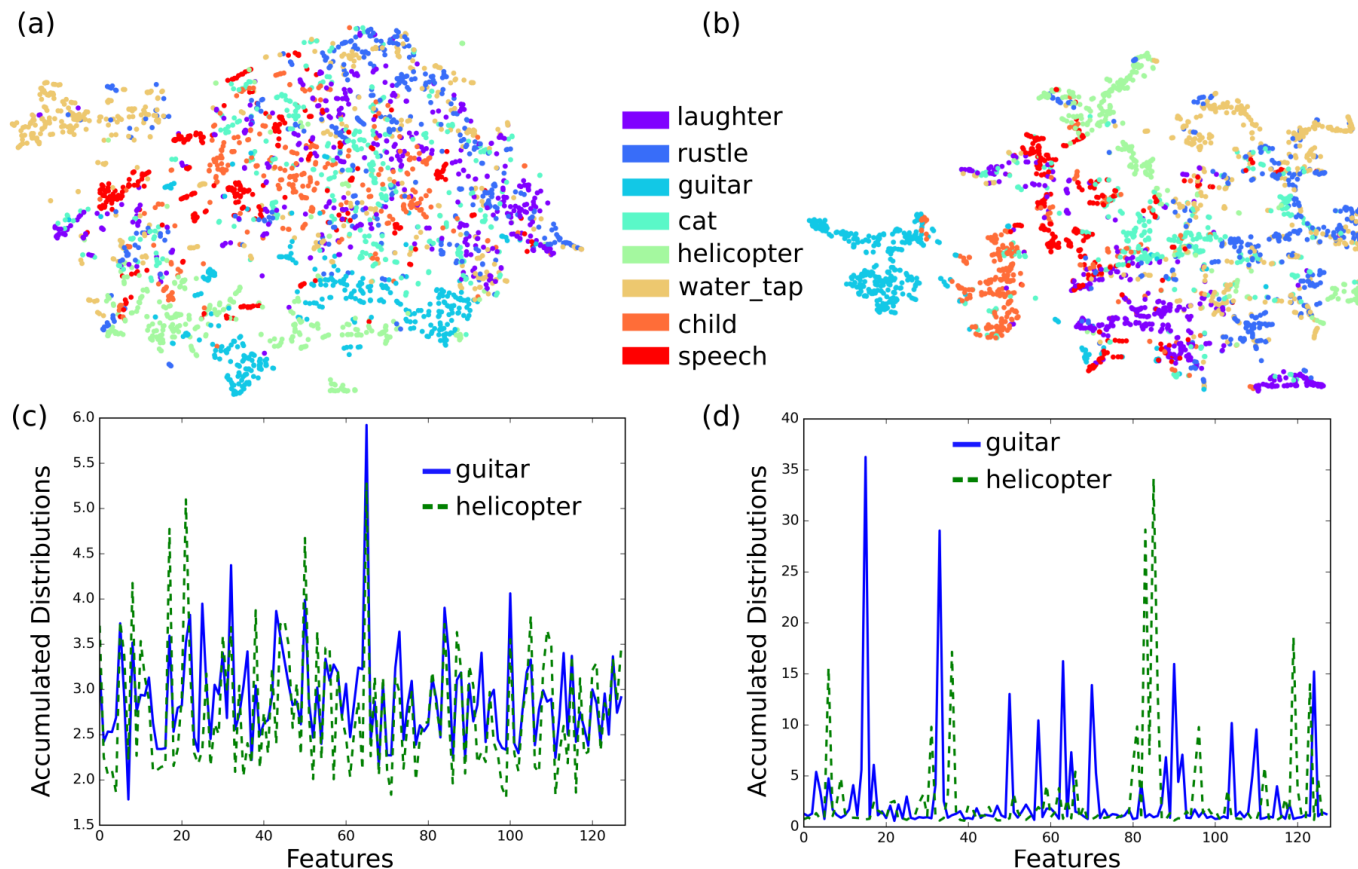 (a)
(b)
laughter
rustle
guitar
cat
helicopter
water_tap
child
speech
(c)
6.0
5.5
5.0
4.5
4.0
3.5
3.0
2.5
2.0
1.5
Accumulated Distributions
guitar
helicopter
0 20 40 60 80 100 120
Features
(d)
40
35
30
25
20
15
10
5
0
Accumulated Distributions
guitar
helicopter
0 20 40 60 80 100 120
Features